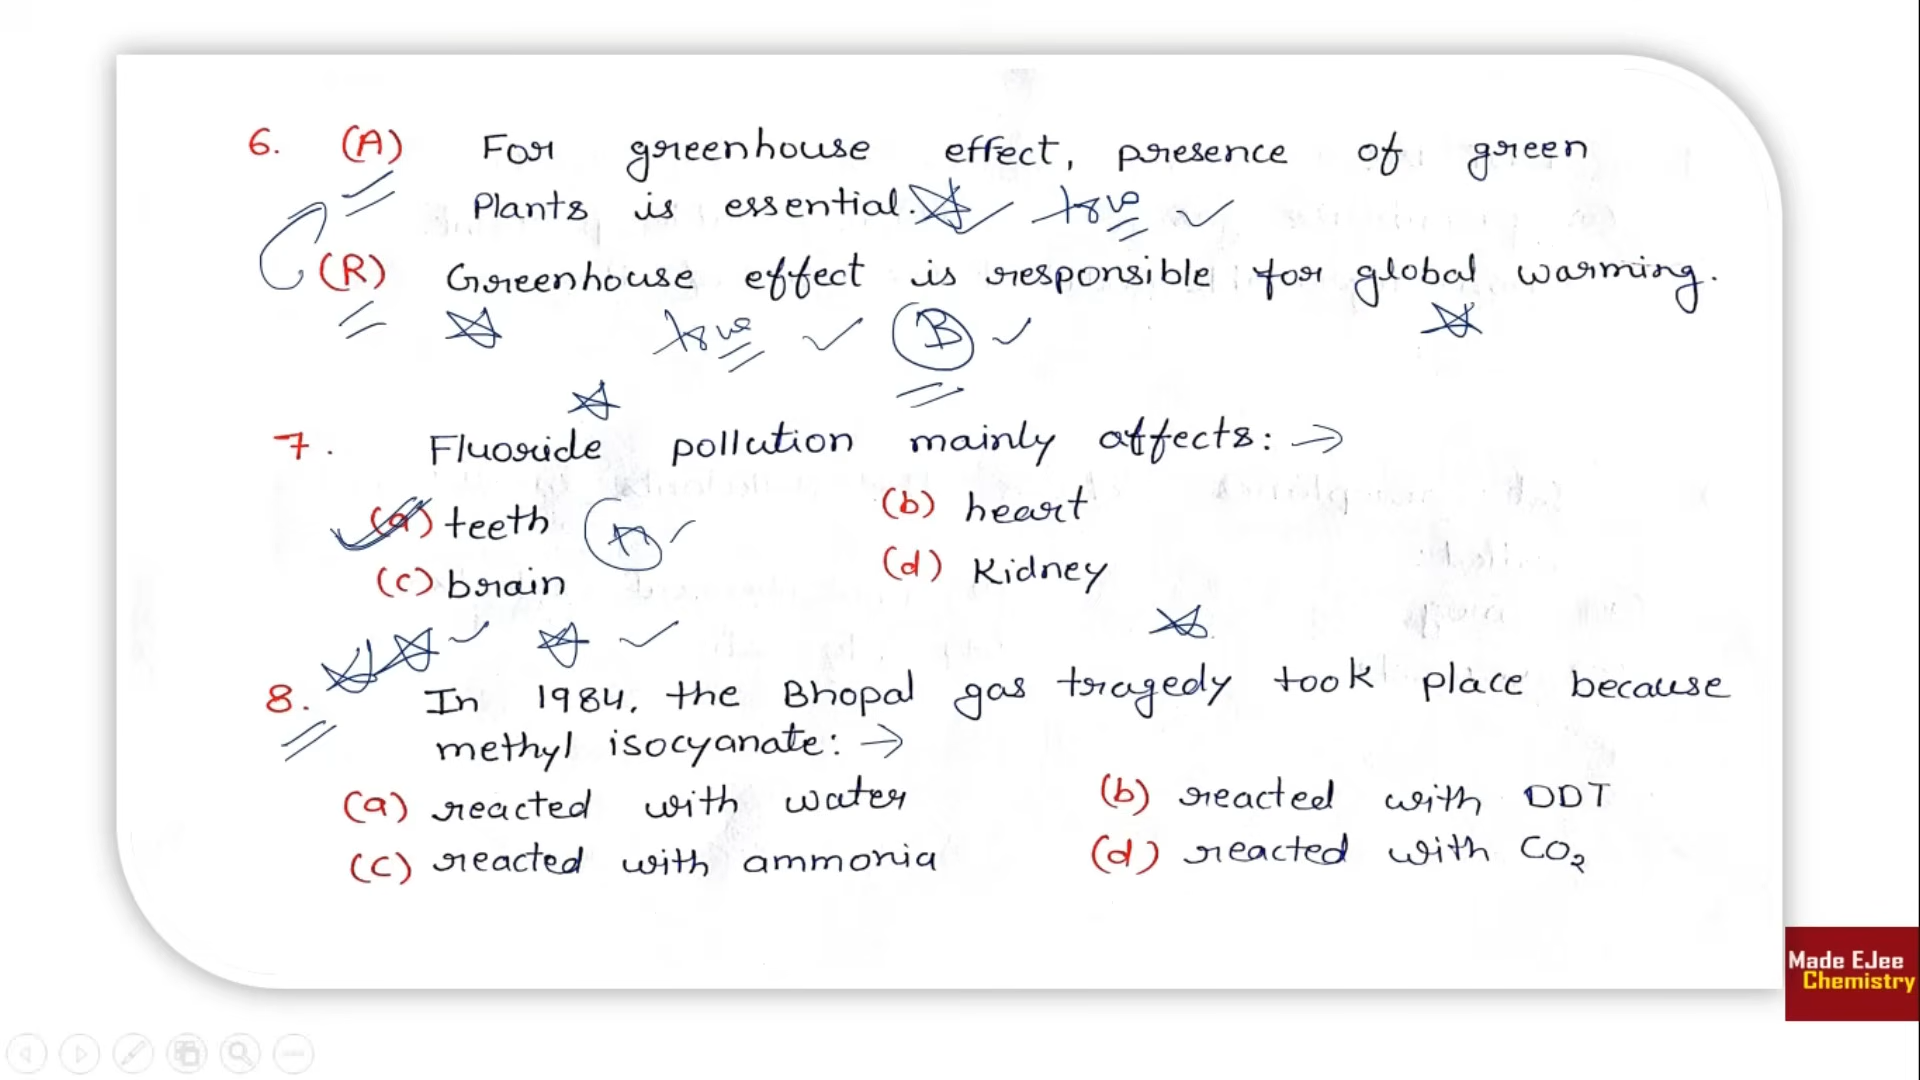 6. (A) For greenhouse effect, presence of green
Plants is essential. true
(R) Greenhouse effect is responsible for global warming.
true B
7. Fluoride pollution mainly affects: →
(a) teeth (b) heart
(c) brain (d) Kidney
8. In 1984, the Bhopal gas tragedy took place because
methyl isocyanate: →
(a) reacted with water (b) reacted with DDT
(c) reacted with ammonia (d) reacted with CO₂
Made EJee
Chemistry